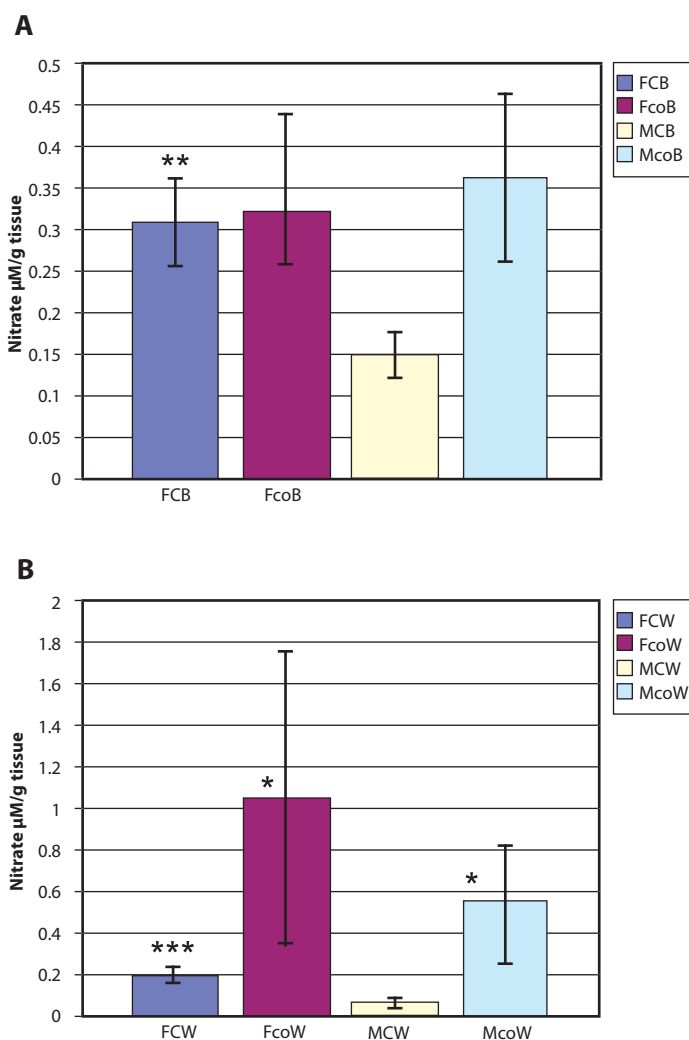 A
Nitrate µM/g tissue
0.5
0.45
0.4
0.35
0.3
0.25
0.2
0.15
0.1
0.05
0
**
FCB
FcoB
FCB
FcoB
MCB
McoB
B
Nitrate µM/g tissue
2
1.8
1.6
1.4
1.2
1
0.8
0.6
0.4
0.2
0
***
*
*
FCW
FcoW
MCW
McoW
FCW
FcoW
MCW
McoW